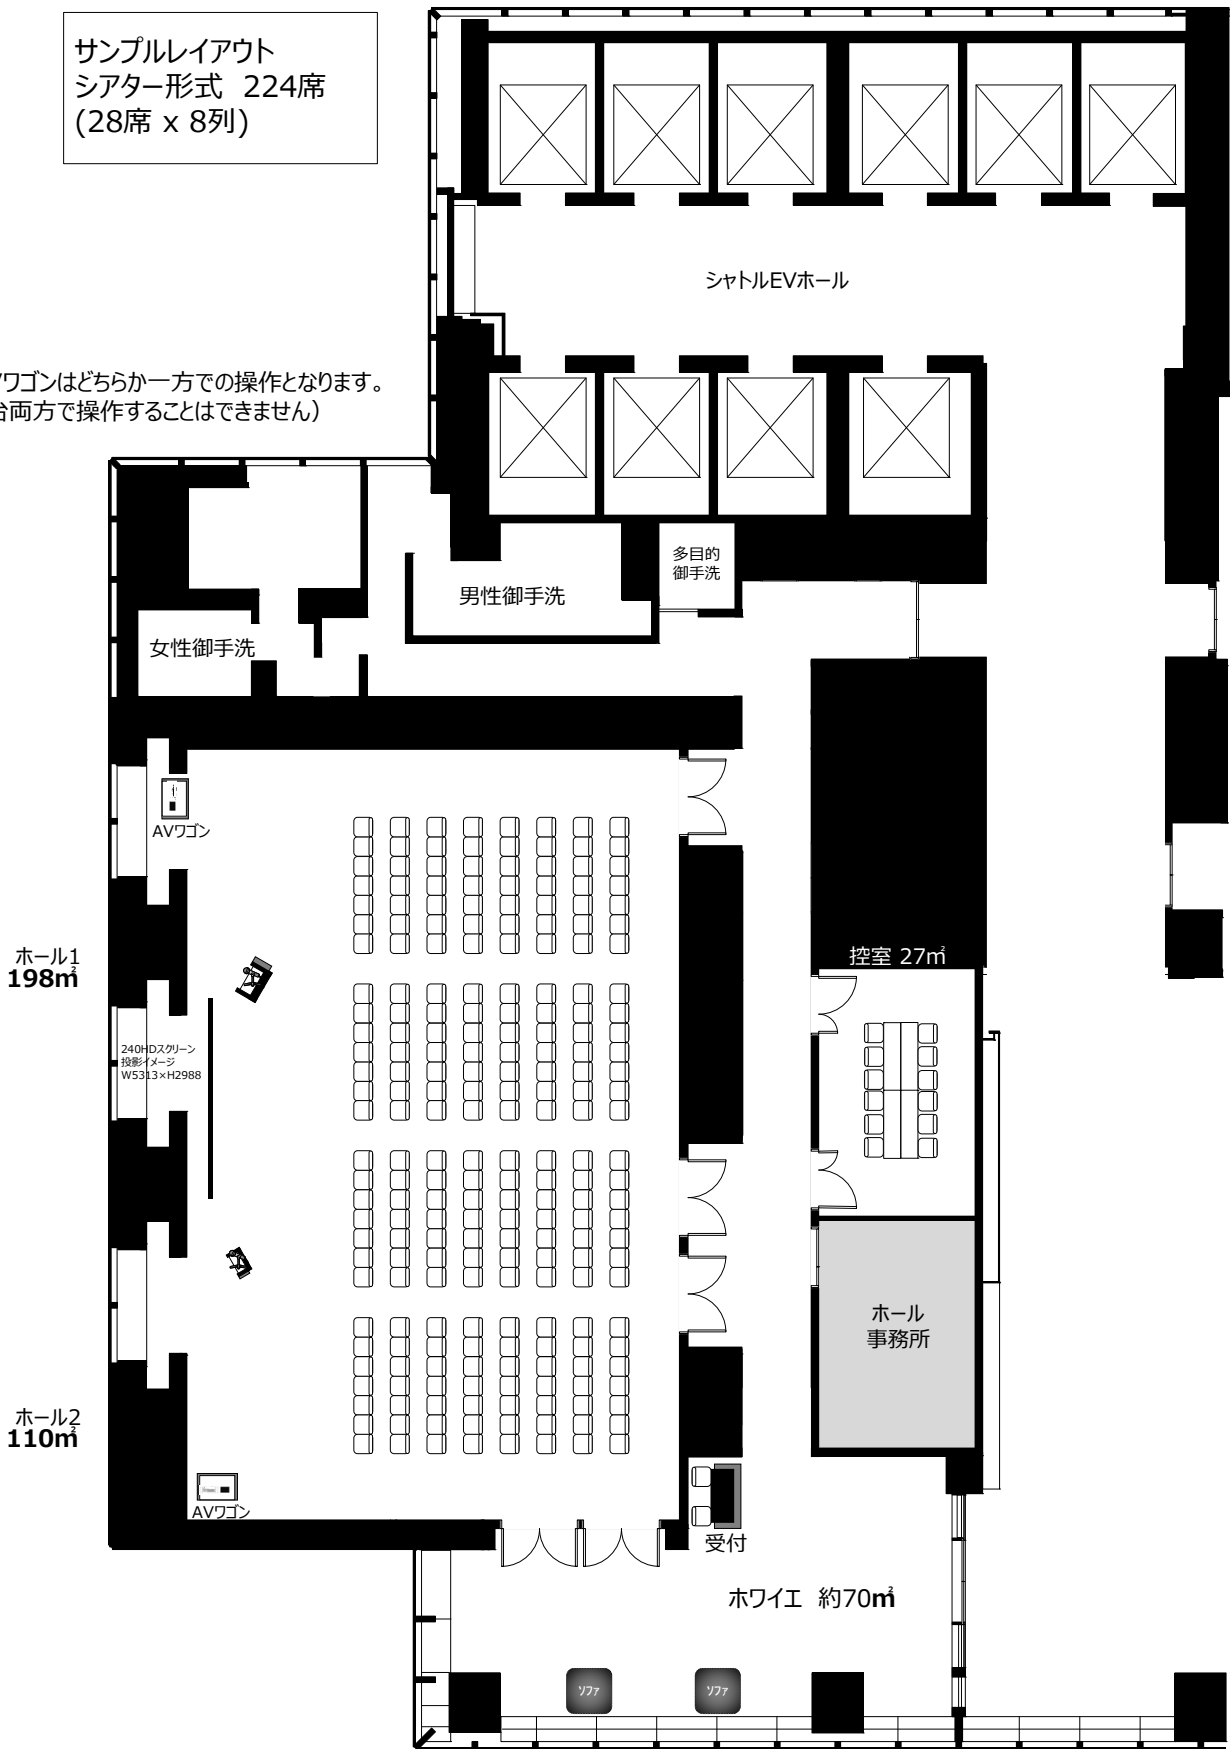 サンプルレイアウト
シアター形式 224席
(28席 x 8列)
シャトルEVホール
ワゴンはどちらか一方での操作となります。
台両方で操作することはできません)
多目的
御手洗
男性御手洗
女性御手洗
AVワゴン
ホール1
198㎡
控室 27㎡
240HDスクリーン
投影イメージ
W5313×H2988
ホール
事務所
ホール2
110㎡
AVワゴン
受付
ホワイエ 約70㎡
ソファ
ソファ